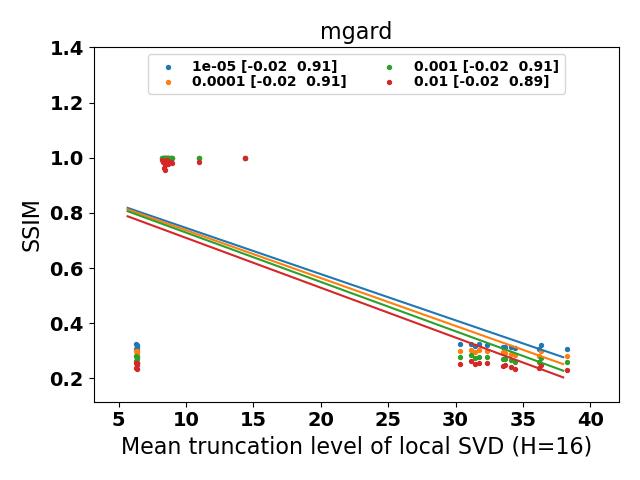 mgard
1e-05 [-0.02  0.91]
0.0001 [-0.02  0.91]
0.001 [-0.02  0.91]
0.01 [-0.02  0.89]
1.4
1.2
1.0
0.8
0.6
0.4
0.2
SSIM
5 10 15 20 25 30 35 40
Mean truncation level of local SVD (H=16)